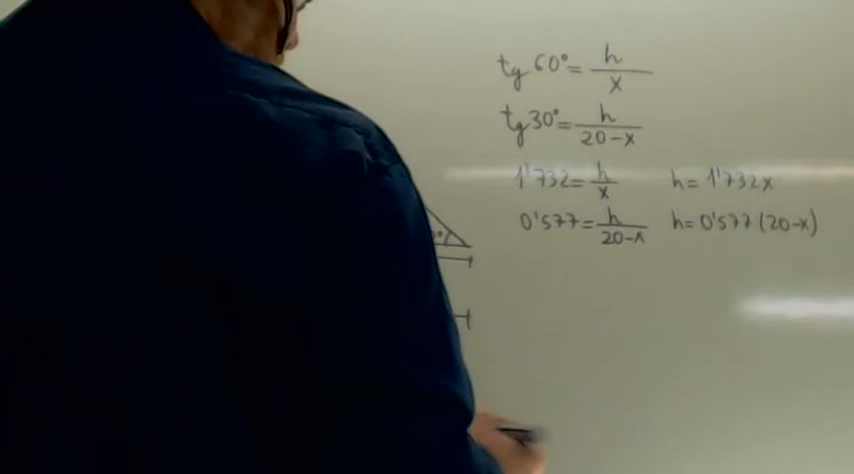 tg 60° = h / x
tg 30° = h / 20-x
1'732 = h / x h = 1'732x
0'577 = h / 20-x h = 0'577 (20-x)